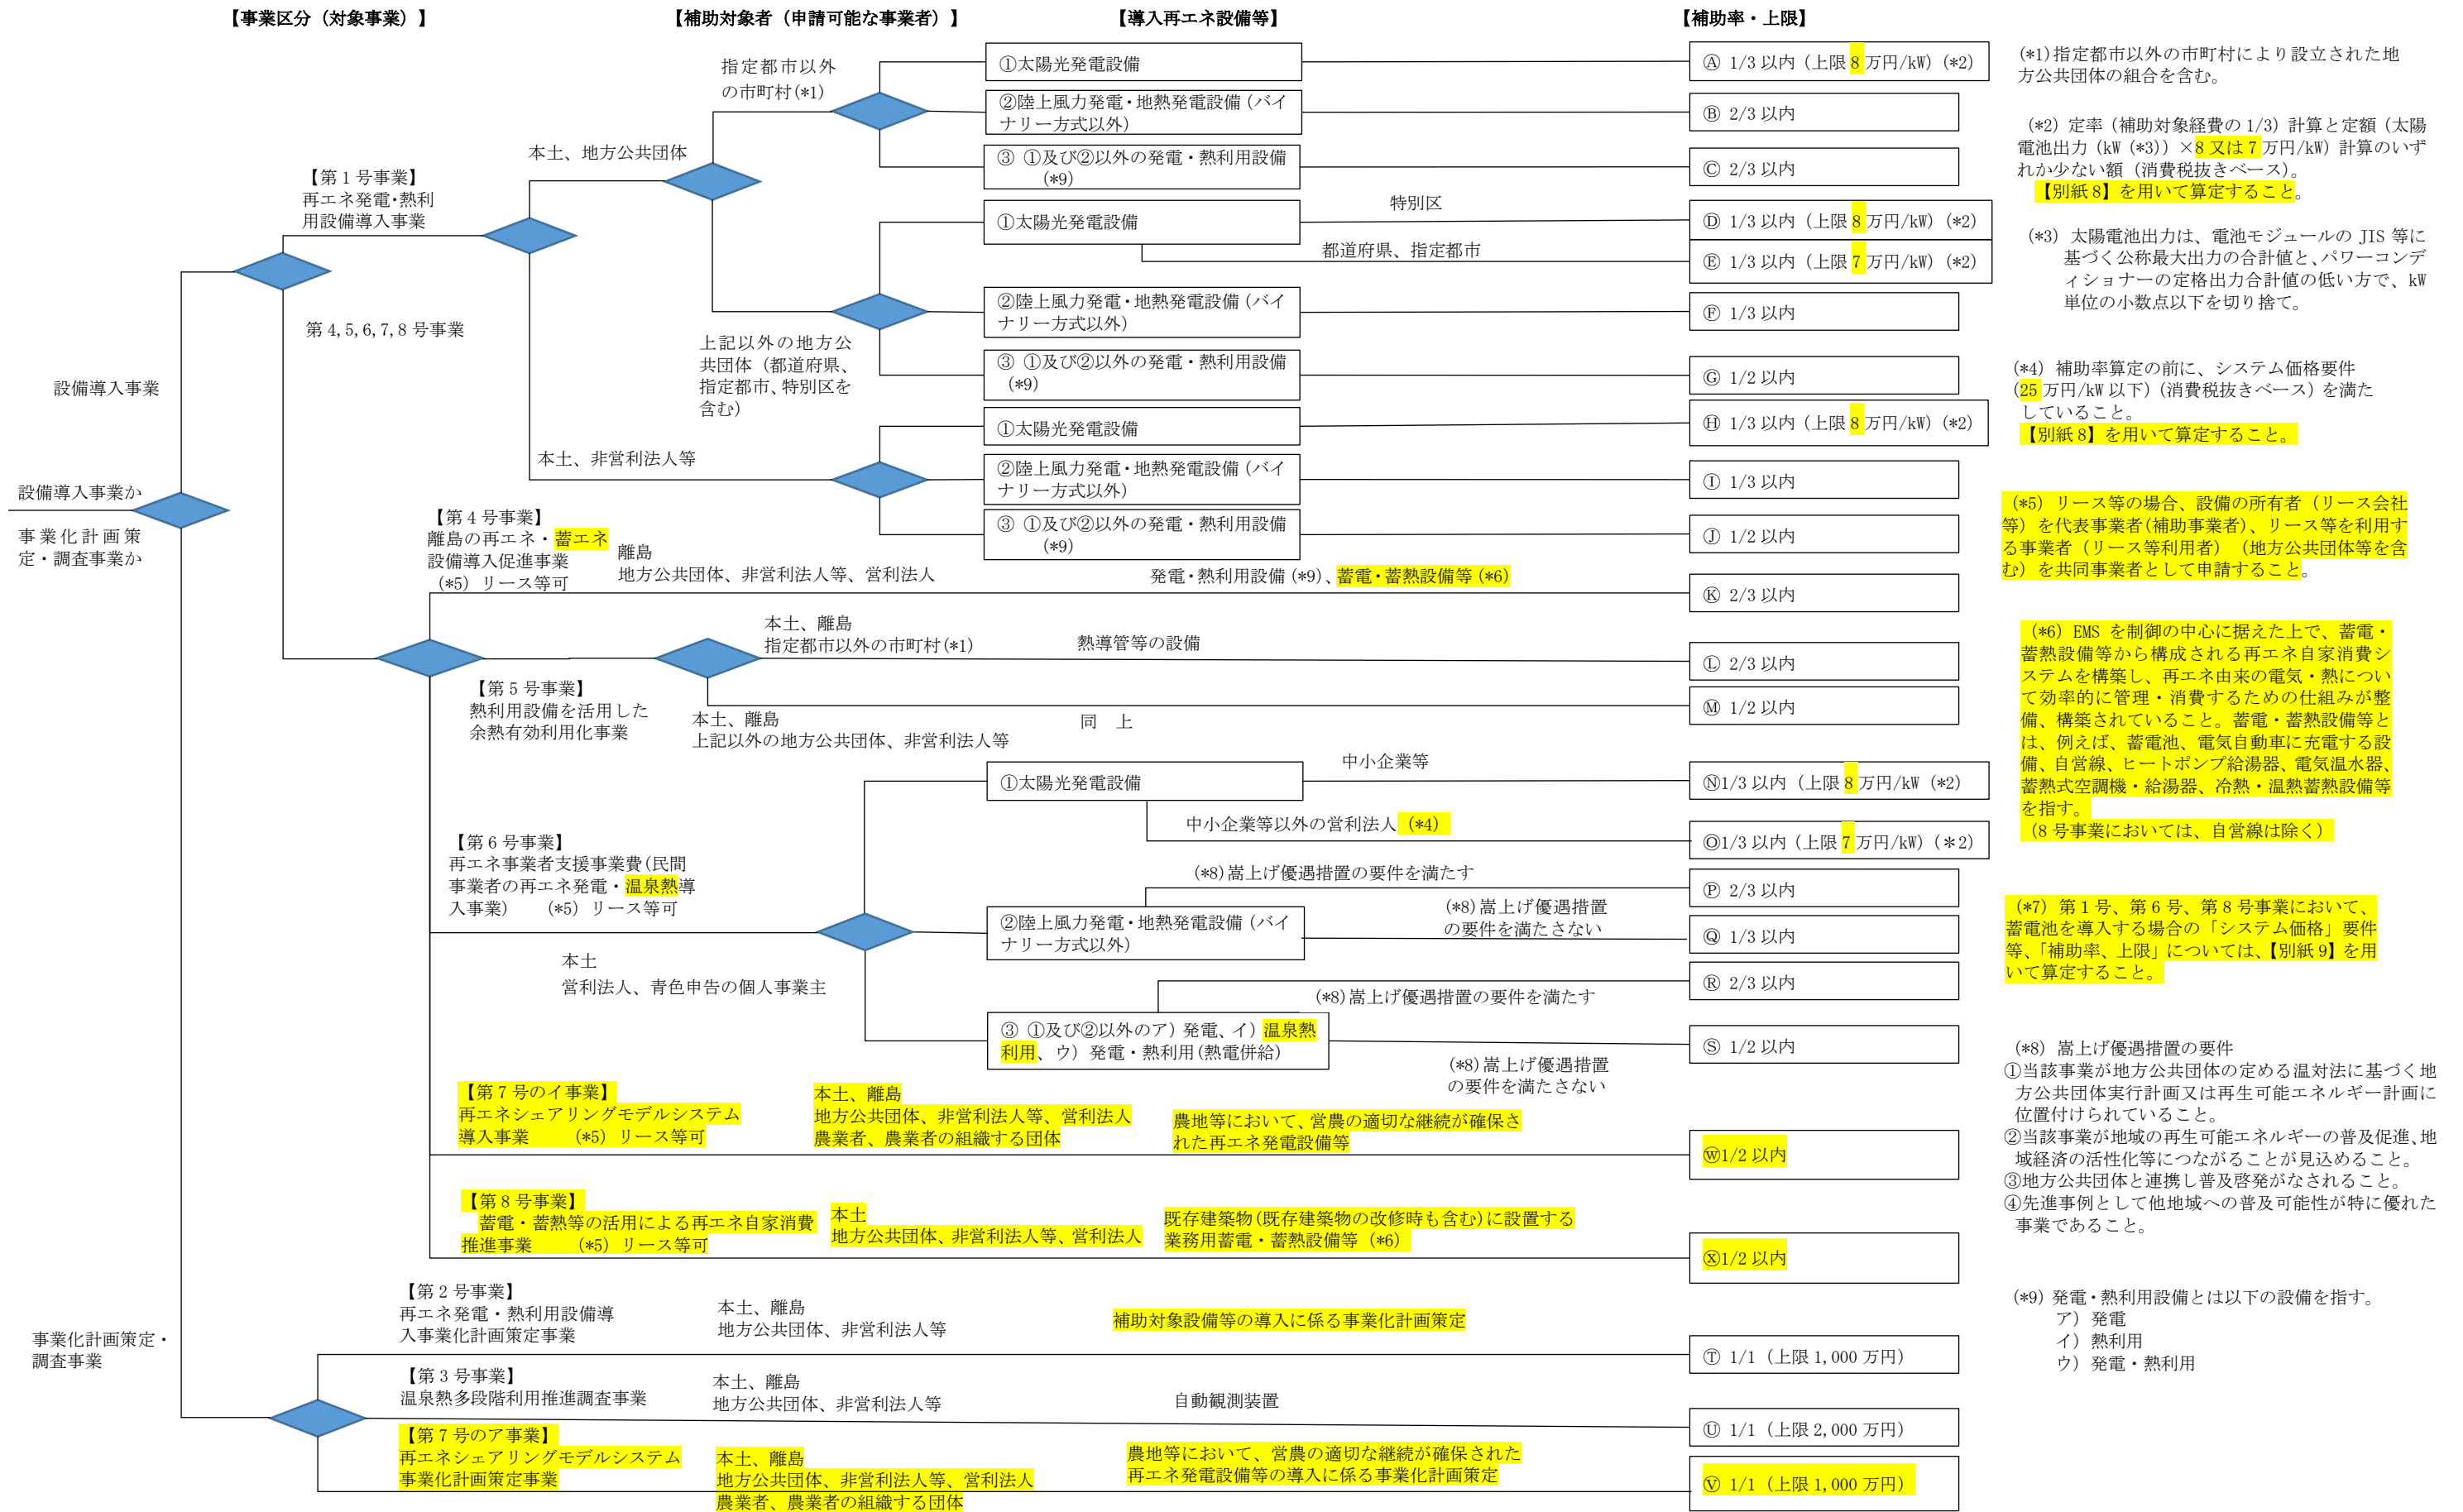 【事業区分（対象事業）】
【補助対象者（申請可能な事業者）】
【導入再エネ設備等】
【補助率・上限】
設備導入事業か
事業化計画策
定・調査事業か
設備導入事業
【第１号事業】
再エネ発電・熱利
用設備導入事業
第 4,5,6,7,8 号事業
本土、地方公共団体
指定都市以外
の市町村(*1)
①太陽光発電設備
Ⓐ 1/3 以内（上限 8 万円/kW）(*2)
②陸上風力発電・地熱発電設備（バイ
ナリー方式以外）
Ⓑ 2/3 以内
③ ①及び②以外の発電・熱利用設備
(*9)
Ⓒ 2/3 以内
上記以外の地方公
共団体（都道府県、
指定都市、特別区を
含む）
①太陽光発電設備
特別区
Ⓓ 1/3 以内（上限 8 万円/kW）(*2)
都道府県、指定都市
Ⓔ 1/3 以内（上限 7 万円/kW）(*2)
②陸上風力発電・地熱発電設備（バイ
ナリー方式以外）
Ⓕ 1/3 以内
③ ①及び②以外の発電・熱利用設備
(*9)
Ⓖ 1/2 以内
本土、非営利法人等
①太陽光発電設備
Ⓗ 1/3 以内（上限 8 万円/kW）(*2)
②陸上風力発電・地熱発電設備（バイ
ナリー方式以外）
Ⓘ 1/3 以内
③ ①及び②以外の発電・熱利用設備
(*9)
Ⓙ 1/2 以内
【第４号事業】
離島の再エネ・蓄エネ
設備導入促進事業
(*5) リース等可
離島
地方公共団体、非営利法人等、営利法人
発電・熱利用設備(*9)、蓄電・蓄熱設備等(*6)
Ⓚ 2/3 以内
【第５号事業】
熱利用設備を活用した
余熱有効利用化事業
本土、離島
指定都市以外の市町村(*1)
熱導管等の設備
Ⓛ 2/3 以内
本土、離島
上記以外の地方公共団体、非営利法人等
同　上
Ⓜ 1/2 以内
【第６号事業】
再エネ事業者支援事業費(民間
事業者の再エネ発電・温泉熱導
入事業)　(*5) リース等可
本土
営利法人、青色申告の個人事業主
①太陽光発電設備
中小企業等
Ⓝ1/3 以内（上限 8 万円/kW (*2)
中小企業等以外の営利法人 (*4)
Ⓞ1/3 以内（上限 7 万円/kW）(＊2)
②陸上風力発電・地熱発電設備（バイ
ナリー方式以外）
(*8)嵩上げ優遇措置の要件を満たす
Ⓟ 2/3 以内
(*8)嵩上げ優遇措置
の要件を満たさない
Ⓠ 1/3 以内
③ ①及び②以外のア）発電、イ）温泉熱
利用、ウ）発電・熱利用(熱電併給)
(*8)嵩上げ優遇措置の要件を満たす
Ⓡ 2/3 以内
(*8)嵩上げ優遇措置
の要件を満たさない
Ⓢ 1/2 以内
【第７号のイ事業】
再エネシェアリングモデルシステム
導入事業　　(*5) リース等可
本土、離島
地方公共団体、非営利法人等、営利法人
農業者、農業者の組織する団体
農地等において、営農の適切な継続が確保さ
れた再エネ発電設備等
Ⓦ1/2 以内
【第８号事業】
蓄電・蓄熱等の活用による再エネ自家消費
推進事業　　(*5) リース等可
本土
地方公共団体、非営利法人等、営利法人
既存建築物(既存建築物の改修時も含む)に設置する
業務用蓄電・蓄熱設備等 (*6)
Ⓧ1/2 以内
事業化計画策定・
調査事業
【第２号事業】
再エネ発電・熱利用設備導
入事業化計画策定事業
本土、離島
地方公共団体、非営利法人等
補助対象設備等の導入に係る事業化計画策定
Ⓣ 1/1（上限 1,000 万円）
【第３号事業】
温泉熱多段階利用推進調査事業
本土、離島
地方公共団体、非営利法人等
自動観測装置
Ⓤ 1/1（上限 2,000 万円）
【第７号のア事業】
再エネシェアリングモデルシステム
事業化計画策定事業
本土、離島
地方公共団体、非営利法人等、営利法人
農業者、農業者の組織する団体
農地等において、営農の適切な継続が確保された
再エネ発電設備等の導入に係る事業化計画策定
Ⓥ 1/1（上限 1,000 万円）
(*1)指定都市以外の市町村により設立された地
方公共団体の組合を含む。
(*2) 定率（補助対象経費の 1/3）計算と定額（太陽
電池出力（kW (*3)）×8 又は 7 万円/kW）計算のいず
れか少ない額（消費税抜きベース）。
【別紙８】を用いて算定すること。
(*3) 太陽電池出力は、電池モジュールの JIS 等に
基づく公称最大出力の合計値と、パワーコンデ
ィショナーの定格出力合計値の低い方で、kW
単位の小数点以下を切り捨て。
(*4) 補助率算定の前に、システム価格要件
（25 万円/kW 以下）（消費税抜きベース）を満た
していること。
【別紙８】を用いて算定すること。
(*5) リース等の場合、設備の所有者（リース会社
等）を代表事業者(補助事業者)、リース等を利用す
る事業者（リース等利用者）（地方公共団体等を含
む）を共同事業者として申請すること。
(*6) EMS を制御の中心に据えた上で、蓄電・
蓄熱設備等から構成される再エネ自家消費シ
ステムを構築し、再エネ由来の電気・熱につい
て効率的に管理・消費するための仕組みが整
備、構築されていること。蓄電・蓄熱設備等と
は、例えば、蓄電池、電気自動車に充電する設
備、自営線、ヒートポンプ給湯器、電気温水器、
蓄熱式空調機・給湯器、冷熱・温熱蓄熱設備等
を指す。
（8 号事業においては、自営線は除く）
(*7) 第１号、第６号、第８号事業において、
蓄電池を導入する場合の「システム価格」要件
等、「補助率、上限」については、【別紙９】を用
いて算定すること。
(*8) 嵩上げ優遇措置の要件
①当該事業が地方公共団体の定める温対法に基づく地
方公共団体実行計画又は再生可能エネルギー計画に
位置付けられていること。
②当該事業が地域の再生可能エネルギーの普及促進、地
域経済の活性化等につながることが見込めること。
③地方公共団体と連携し普及啓発がなされること。
④先進事例として他地域への普及可能性が特に優れた
事業であること。
(*9)発電・熱利用設備とは以下の設備を指す。
ア）発電
イ）熱利用
ウ）発電・熱利用